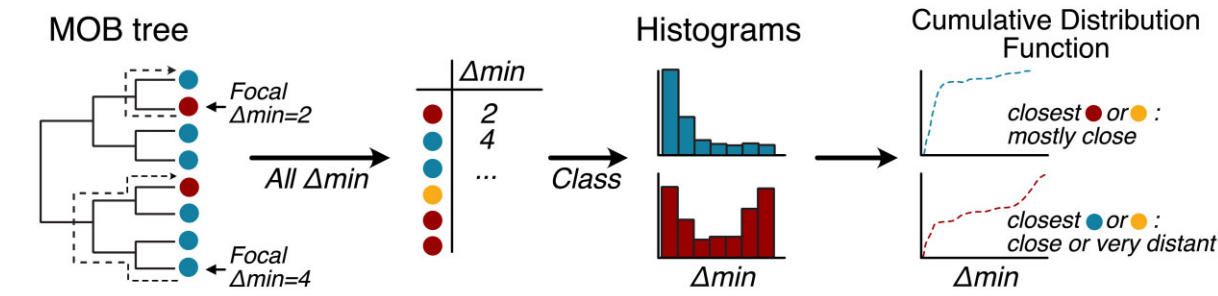 MOB tree
Focal
Δmin=2
Focal
Δmin=4
All Δmin
Δmin
2
4
...
Class
Histograms
Δmin
Cumulative Distribution
Function
closest or :
mostly close
closest or :
close or very distant
Δmin